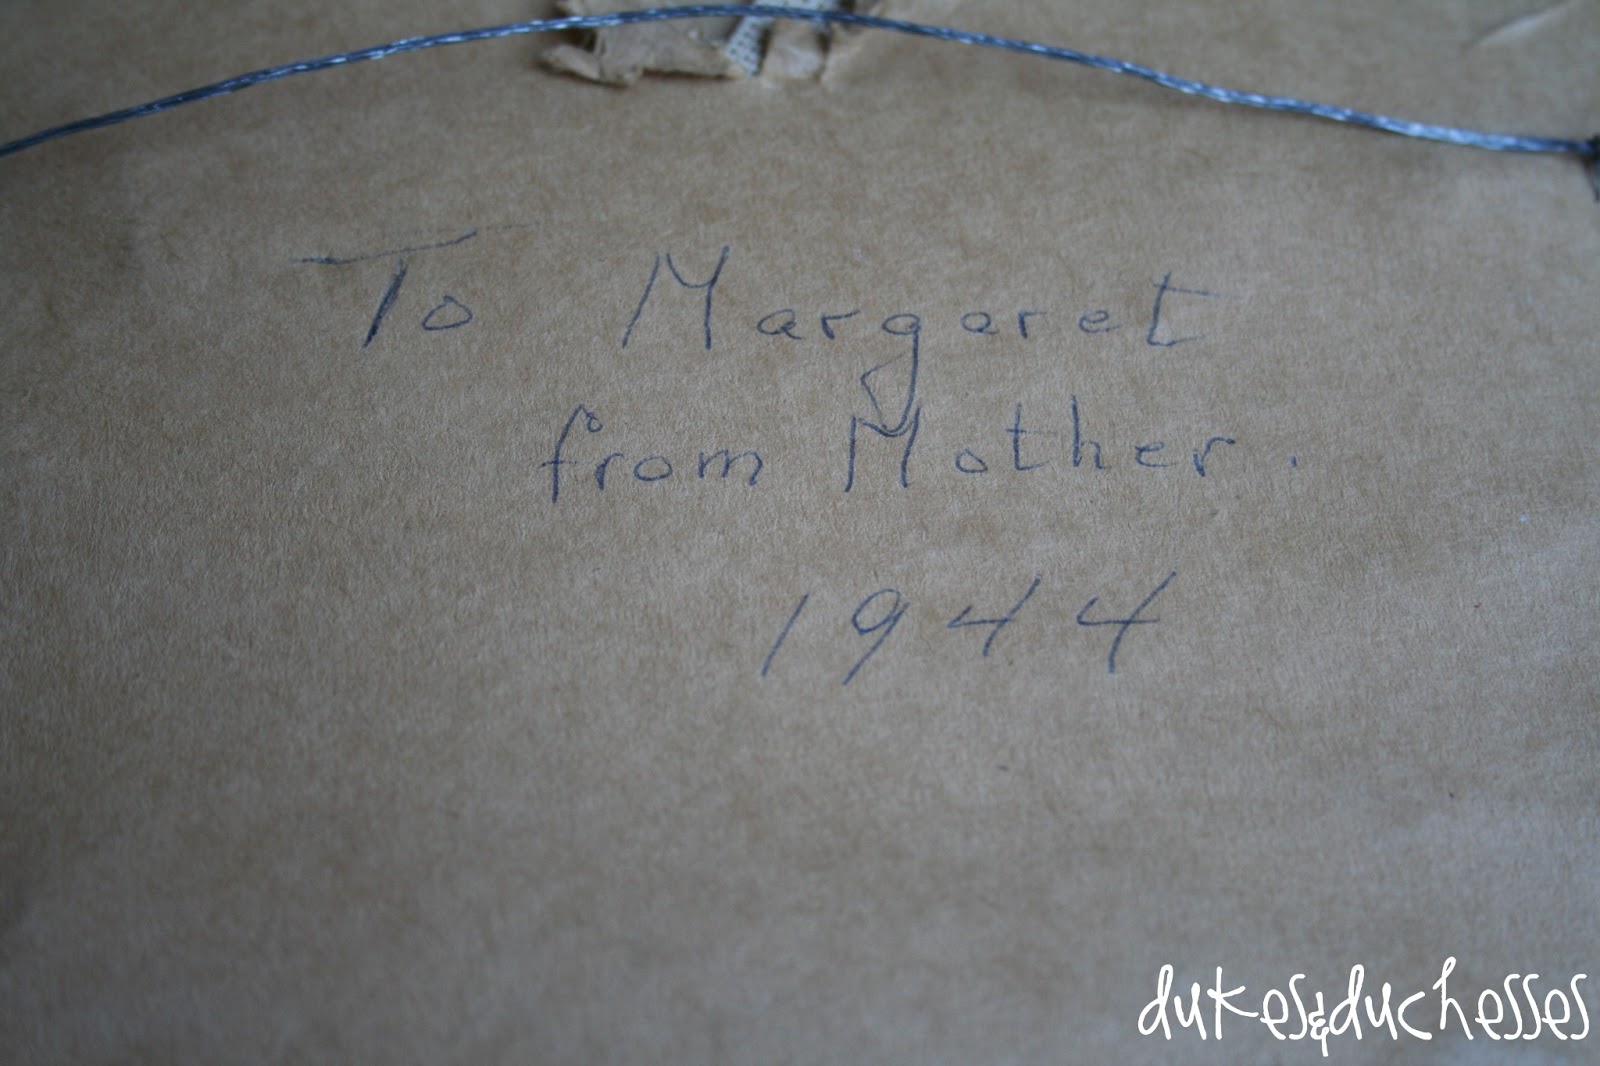 To Margaret
from Mother.
1944
dukes&duchesses